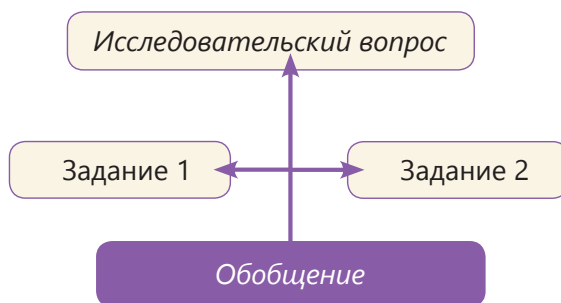 Исследовательский вопрос
Задание 1
Задание 2
Обобщение